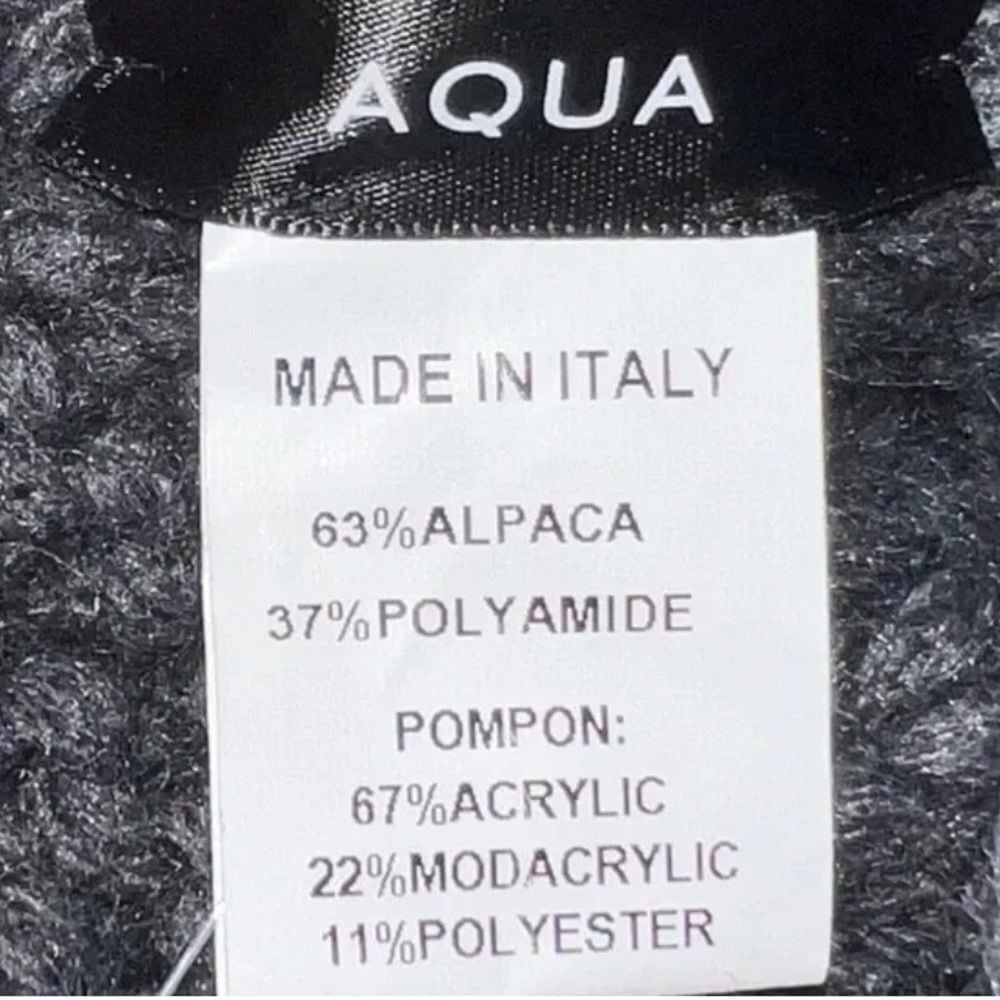 AQUA
MADE IN ITALY
63%ALPACA
37%POLYAMIDE
POMPON:
67%ACRYLIC
22%MODACRYLIC
11%POLYESTER